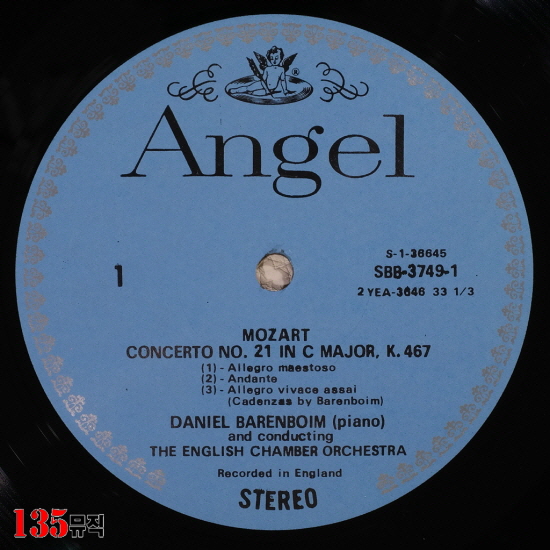 ®
Angel
S-1-36645
1
SBB-3749-1
2 YEA-3646 33 1/3
MOZART
CONCERTO NO. 21 IN C MAJOR, K. 467
(1) - Allegro maestoso
(2) - Andante
(3) - Allegro vivace assai
(Cadenzas by Barenboim)
DANIEL BARENBOIM (piano)
and conducting
THE ENGLISH CHAMBER ORCHESTRA
Recorded in England
STEREO
135뮤직